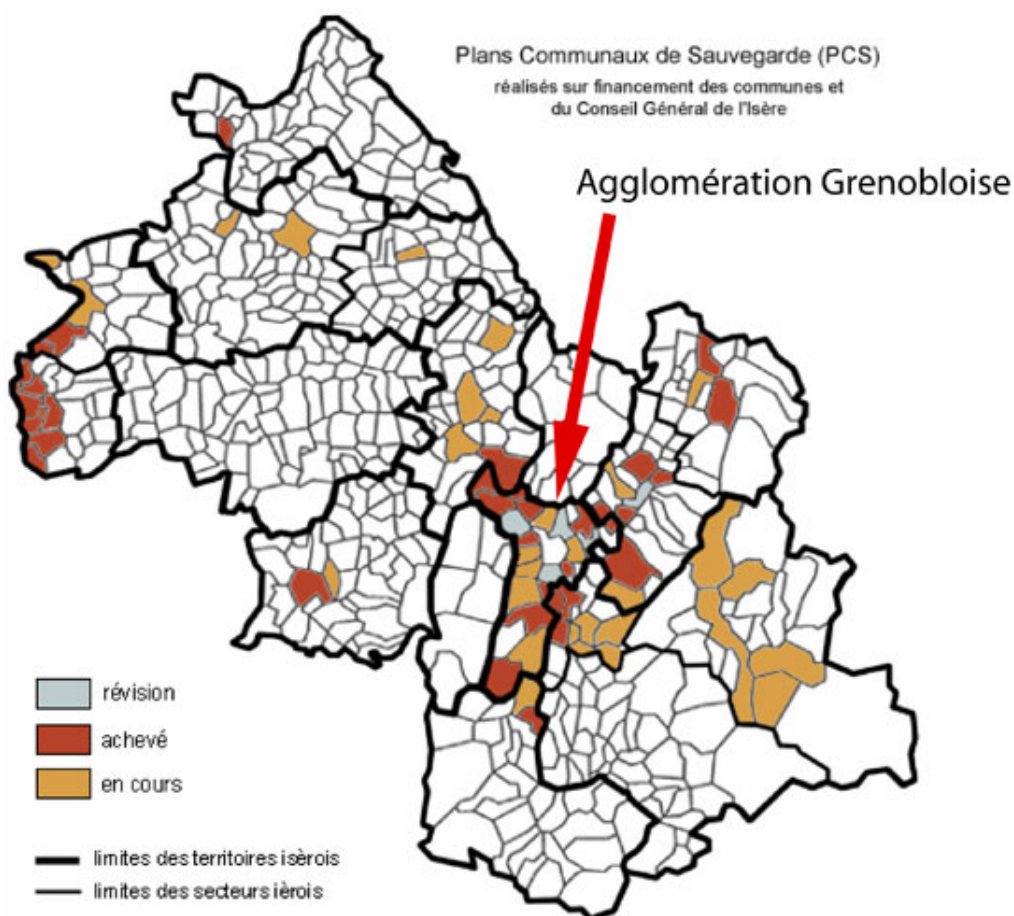 Plans Communaux de Sauvegarde (PCS)
réalisés sur financement des communes et
du Conseil Général de l'Isère
Agglomération Grenobloise
révision
achevé
en cours
limites des territoires isèrois
limites des secteurs ièrois